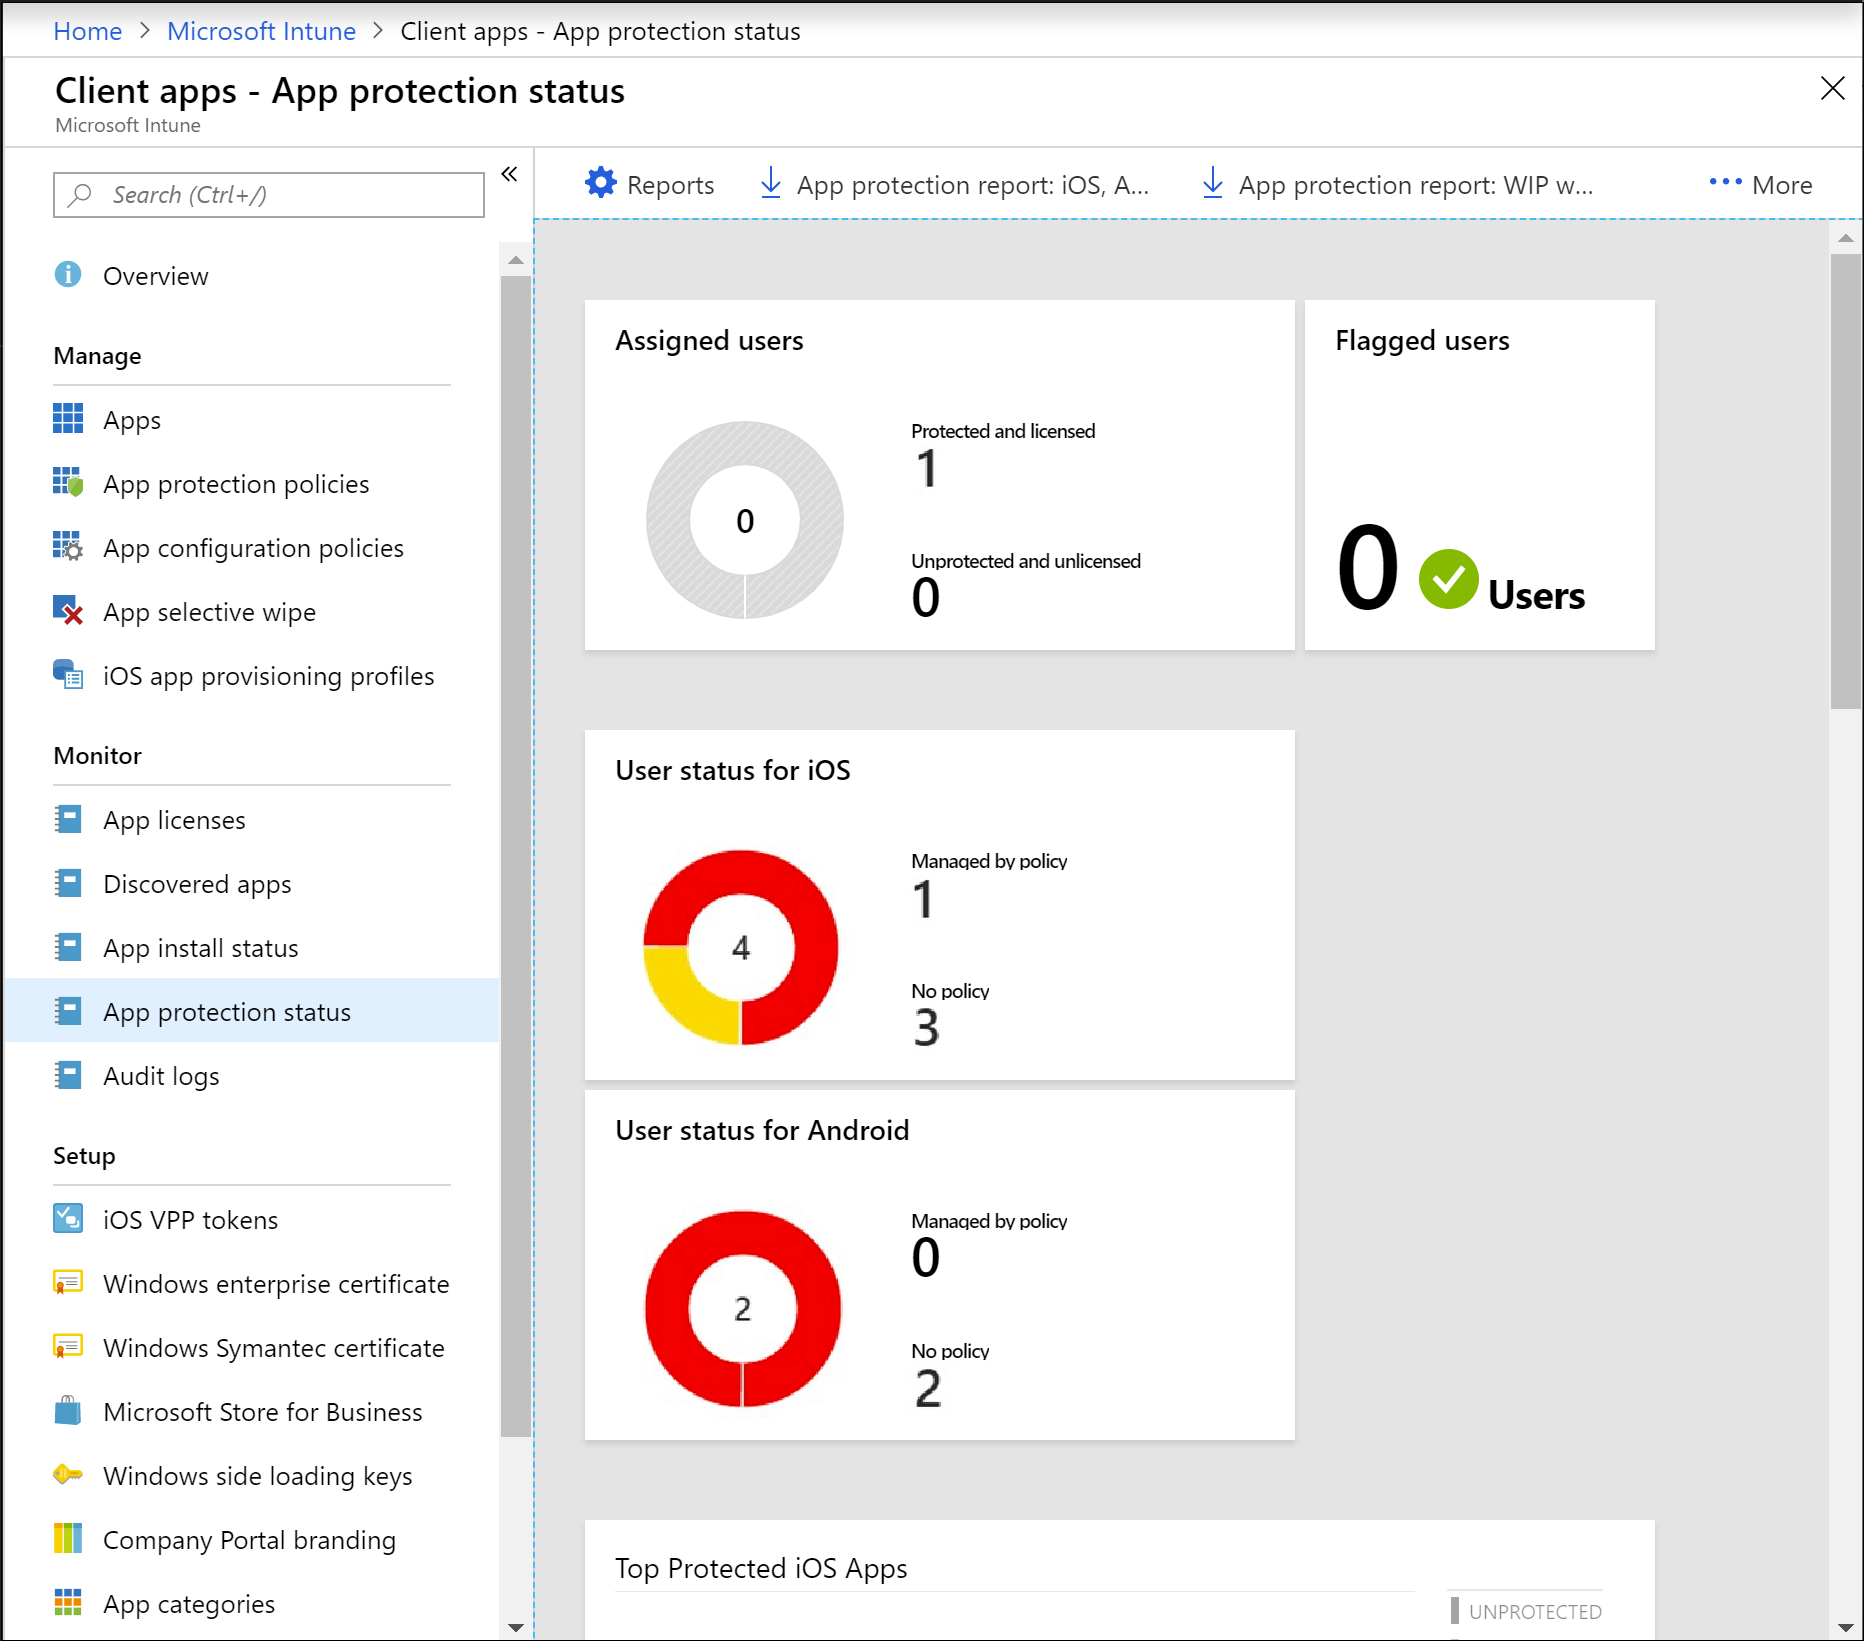 Home > Microsoft Intune > Client apps - App protection status
Client apps - App protection status
Microsoft Intune
Search (Ctrl+/)
«
Overview
Manage
Apps
App protection policies
App configuration policies
App selective wipe
iOS app provisioning profiles
Monitor
App licenses
Discovered apps
App install status
App protection status
Audit logs
Setup
iOS VPP tokens
Windows enterprise certificate
Windows Symantec certificate
Microsoft Store for Business
Windows side loading keys
Company Portal branding
App categories
Reports
App protection report: iOS, A...
App protection report: WIP w...
More
Assigned users
0
Protected and licensed
1
Unprotected and unlicensed
0
Flagged users
0 Users
User status for iOS
4
Managed by policy
1
No policy
3
User status for Android
2
Managed by policy
0
No policy
2
Top Protected iOS Apps
UNPROTECTED